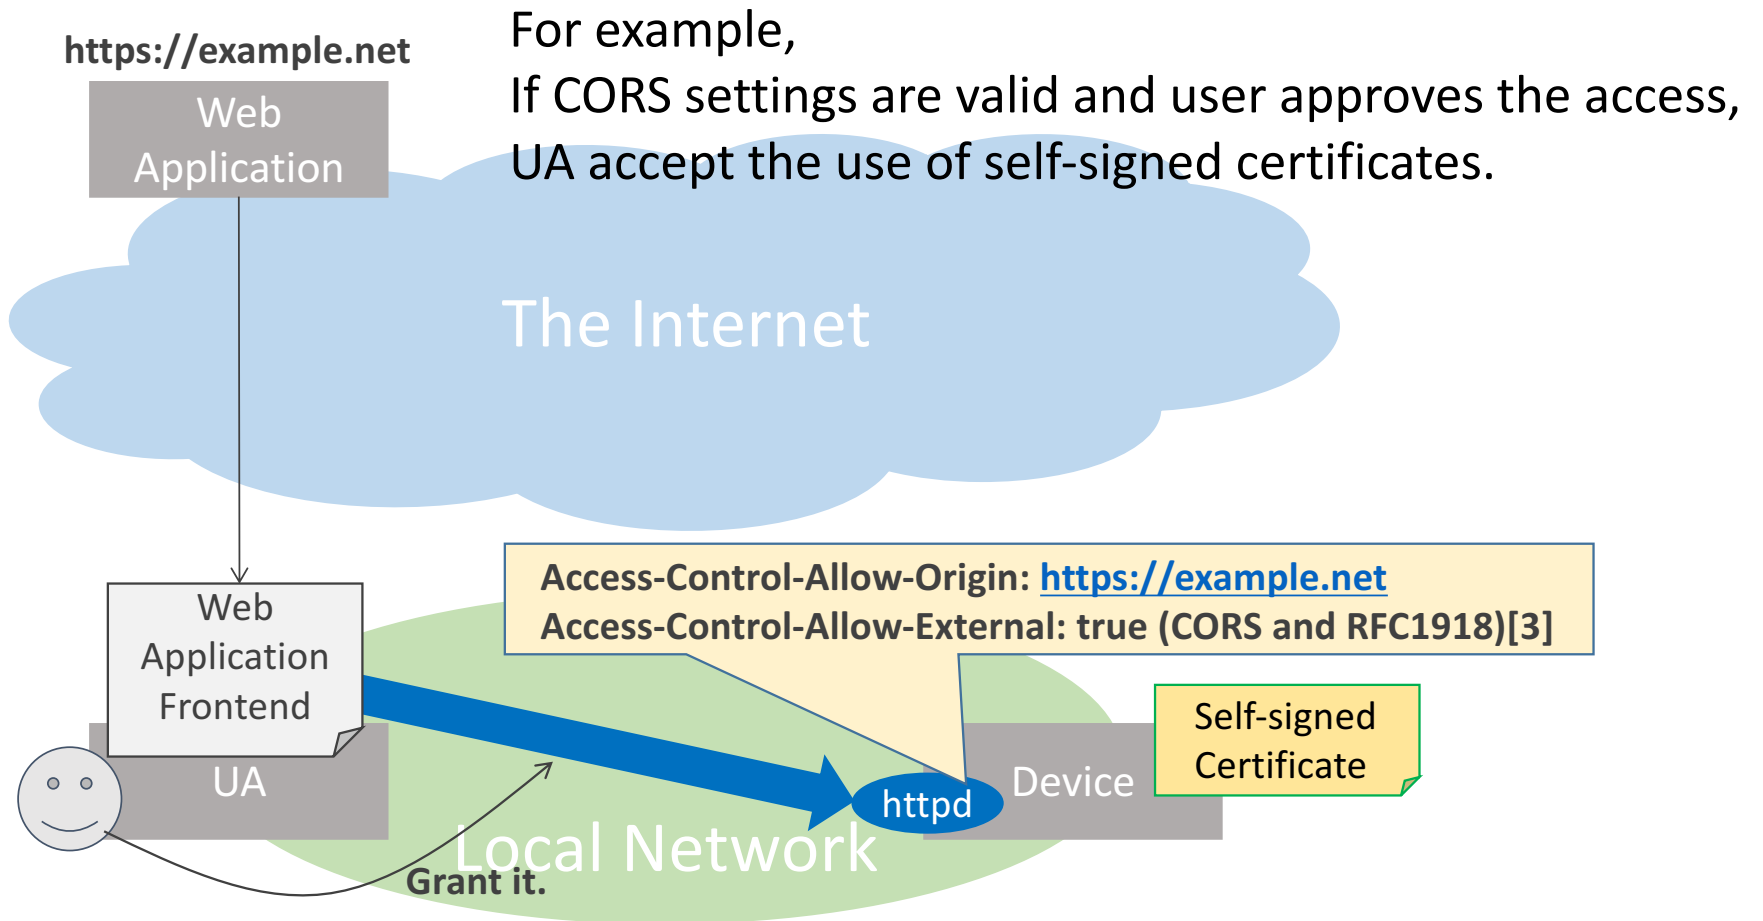 https://example.net
Web
Application
For example,
If CORS settings are valid and user approves the access,
UA accept the use of self-signed certificates.
The Internet
Access-Control-Allow-Origin: https://example.net
Access-Control-Allow-External: true (CORS and RFC1918)[3]
Web
Application
Frontend
UA
Self-signed
Certificate
Device
httpd
Local Network
Grant it.